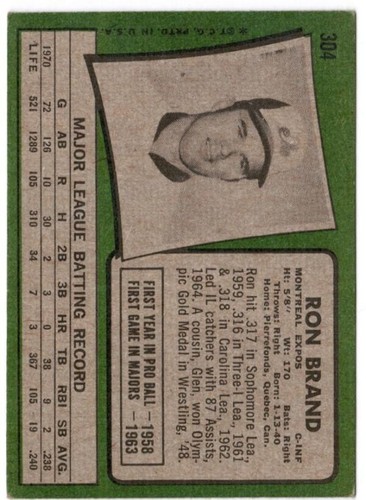 304
RON BRAND
C-INF
MONTREAL EXPOS
Ht: 5'8" Wt: 170 Bats: Right
Throws: Right Born: 1-13-40
Home: Pierrefonds, Quebec, Can.
Ron hit .317 in Sophomore Lea.,
1959, .316 in Three-I Lea., 1961
& .318 in Carolina Lea., 1962.
Led IL catchers with 87 Assists,
1964. A cousin, Glen, won Olym-
pic Gold Medal in Wrestling, '48.
FIRST YEAR IN PRO BALL — 1958
FIRST GAME IN MAJORS — 1963
*© T.C.G. PRTD. IN U.S.A.
MAJOR LEAGUE BATTING RECORD
G AB R H 2B 3B HR TB RBI SB AVG.
1970 72 126 10 30 2 3 0 38 9 2 .238
LIFE 521 1289 105 310 34 7 3 367 105 19 .240